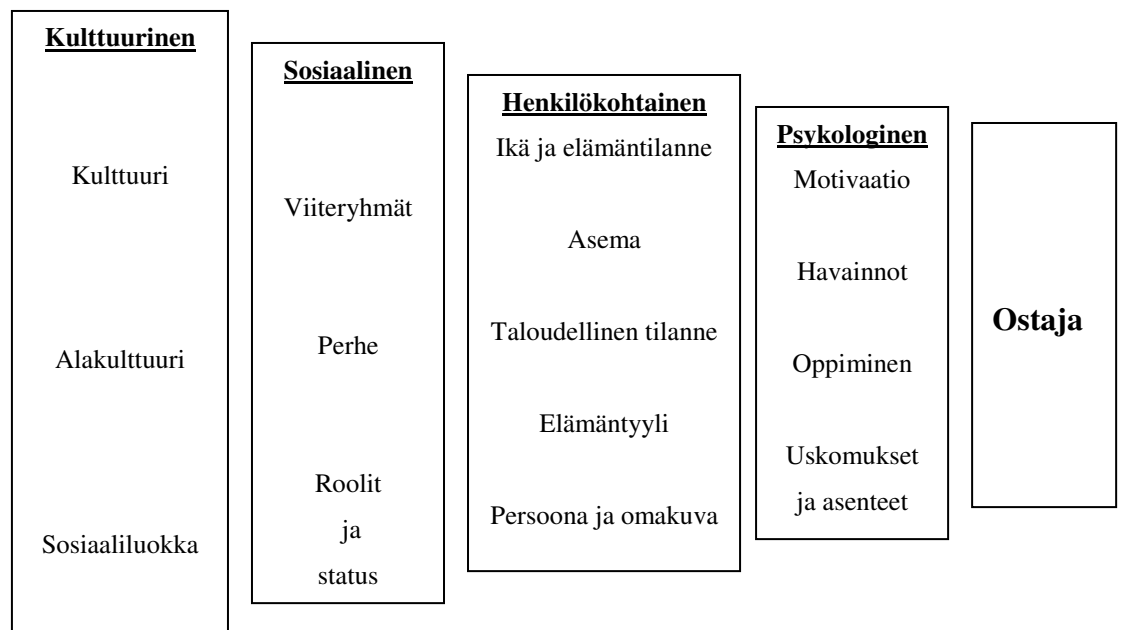 Kulttuurinen
Kulttuuri
Alakulttuuri
Sosiaaliluokka
Sosiaalinen
Viiteryhmät
Perhe
Roolit
ja
status
Henkilökohtainen
Ikä ja elämäntilanne
Asema
Taloudellinen tilanne
Elämäntyyli
Persoona ja omakuva
Psykologinen
Motivaatio
Havainnot
Oppiminen
Uskomukset
ja asenteet
Ostaja